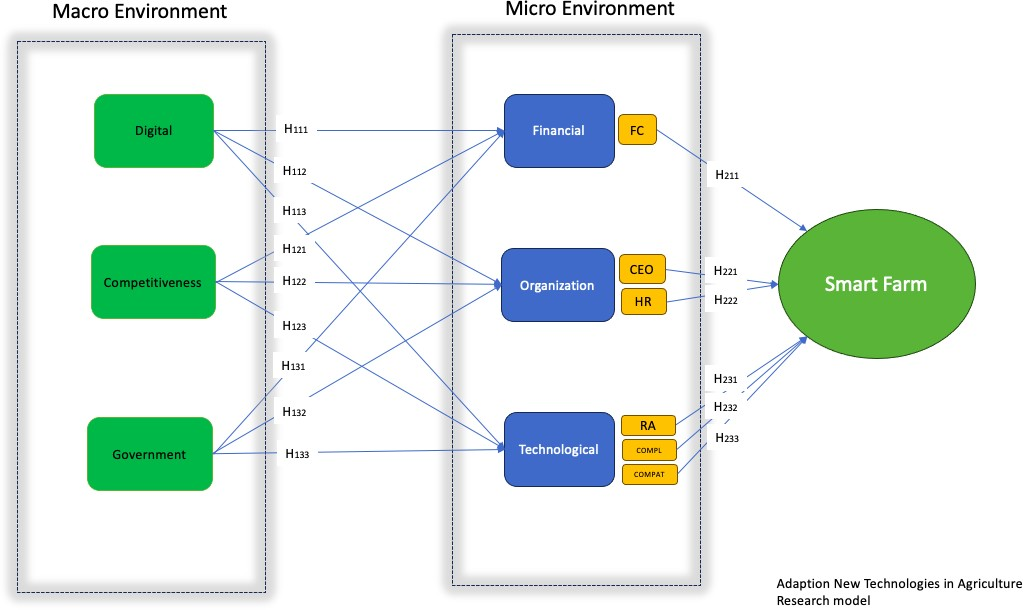 Macro Environment
Micro Environment
Digital
Competitiveness
Government
H111
H112
H113
H121
H122
H123
H131
H132
H133
Financial
FC
Organization
CEO
HR
Technological
RA
COMPL
COMPAT
H211
H221
H222
H231
H232
H233
Smart Farm
Adaption New Technologies in Agriculture
Research model